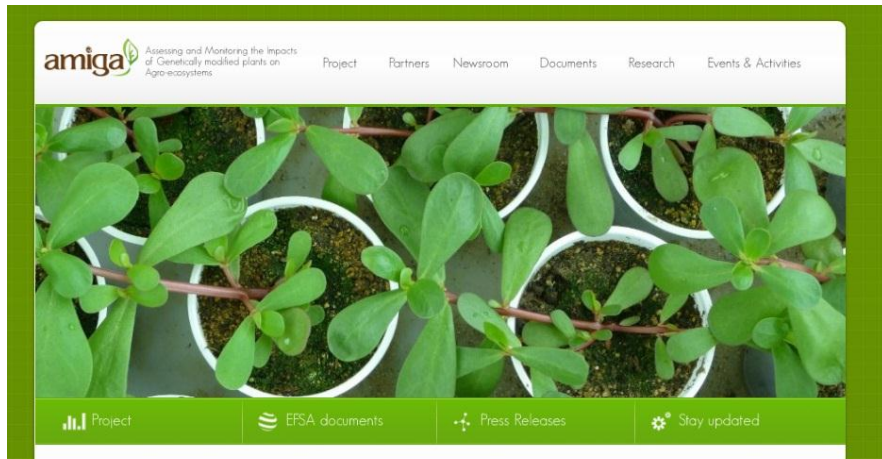 amiga
Assessing and Monitoring the Impacts
of Genetically modified plants on
Agro-ecosystems
Project Partners Newsroom Documents Research Events & Activities
Project EFSA documents Press Releases Stay updated